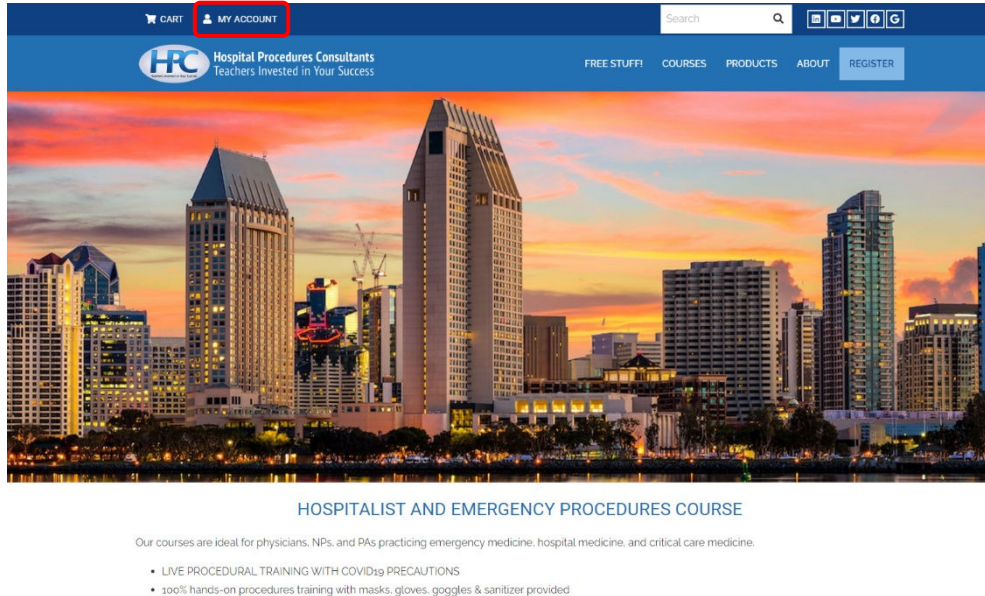 CART MY ACCOUNT Search
HPC
Hospital Procedures Consultants
Teachers Invested in Your Success
FREE STUFF! COURSES PRODUCTS ABOUT REGISTER
HOSPITALIST AND EMERGENCY PROCEDURES COURSE
Our courses are ideal for physicians, NPs, and PAs practicing emergency medicine, hospital medicine, and critical care medicine.
• LIVE PROCEDURAL TRAINING WITH COVID19 PRECAUTIONS
• 100% hands-on procedures training with masks, gloves, goggles & sanitizer provided